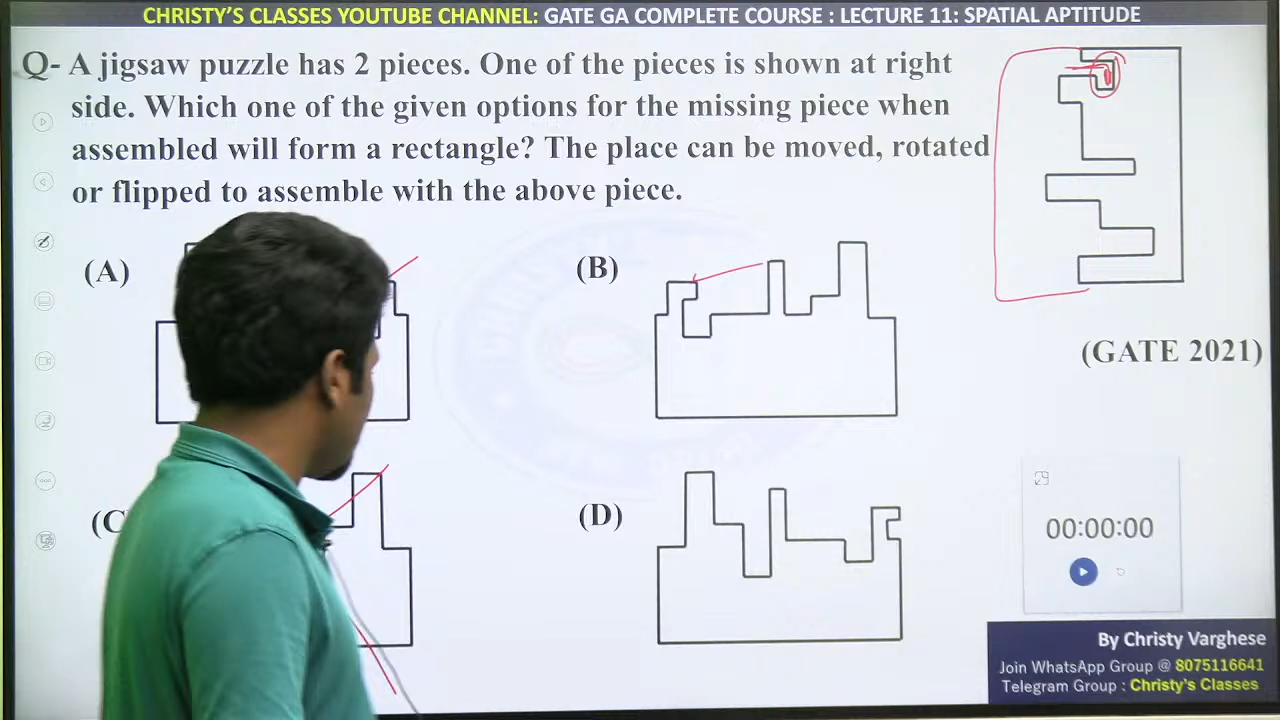 CHRISTY'S CLASSES YOUTUBE CHANNEL: GATE GA COMPLETE COURSE : LECTURE 11: SPATIAL APTITUDE
Q- A jigsaw puzzle has 2 pieces. One of the pieces is shown at right
side. Which one of the given options for the missing piece when
assembled will form a rectangle? The place can be moved, rotated
or flipped to assemble with the above piece.
(A)
(B)
(GATE 2021)
(C
(D)
00:00:00
By Christy Varghese
Join WhatsApp Group @ 8075116641
Telegram Group : Christy's Classes